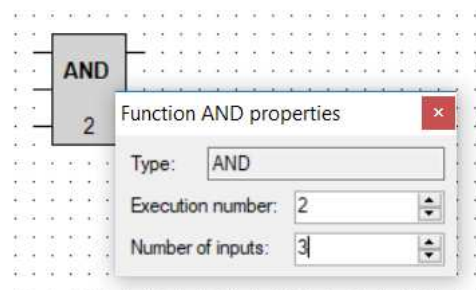 AND
2
Function AND properties
Type: AND
Execution number: 2
Number of inputs: 3